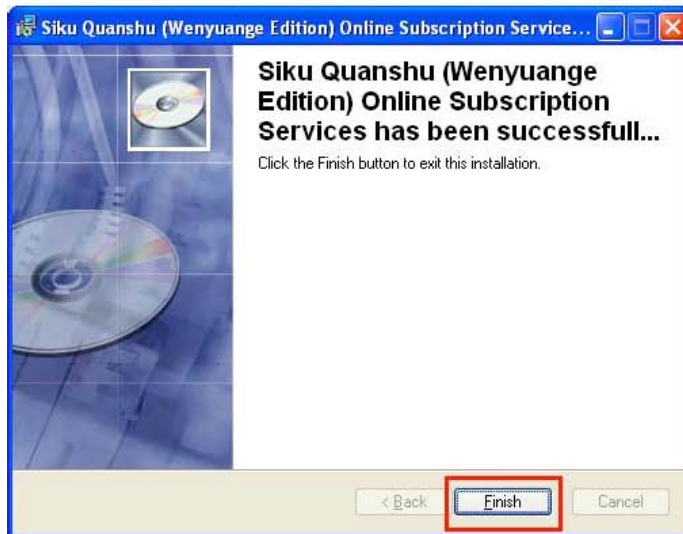 Siku Quanshu (Wenyuange Edition) Online Subscription Service...
Siku Quanshu (Wenyuange
Edition) Online Subscription
Services has been successfull...
Click the Finish button to exit this installation.
< Back
Finish
Cancel